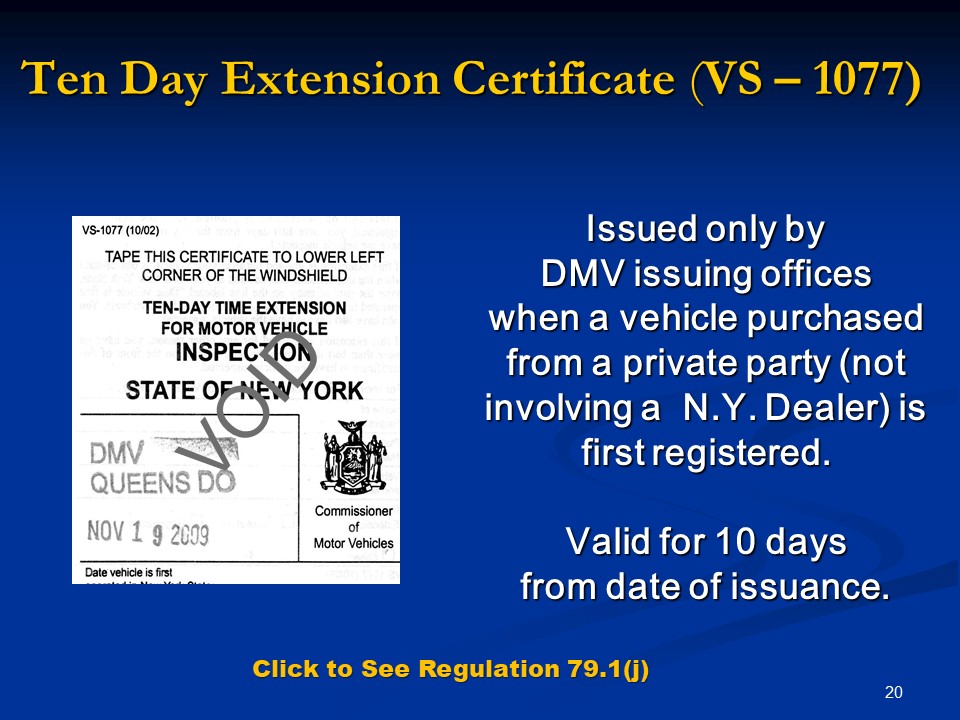 Ten Day Extension Certificate (VS – 1077)
VS-1077 (10/02)
TAPE THIS CERTIFICATE TO LOWER LEFT
CORNER OF THE WINDSHIELD
TEN-DAY TIME EXTENSION
FOR MOTOR VEHICLE
INSPECTION
STATE OF NEW YORK
VOID
DMV
QUEENS DO
NOV 19 2009
Commissioner
of
Motor Vehicles
Date vehicle is first
Issued only by
DMV issuing offices
when a vehicle purchased
from a private party (not
involving a N.Y. Dealer) is
first registered.
Valid for 10 days
from date of issuance.
Click to See Regulation 79.1(j)
20